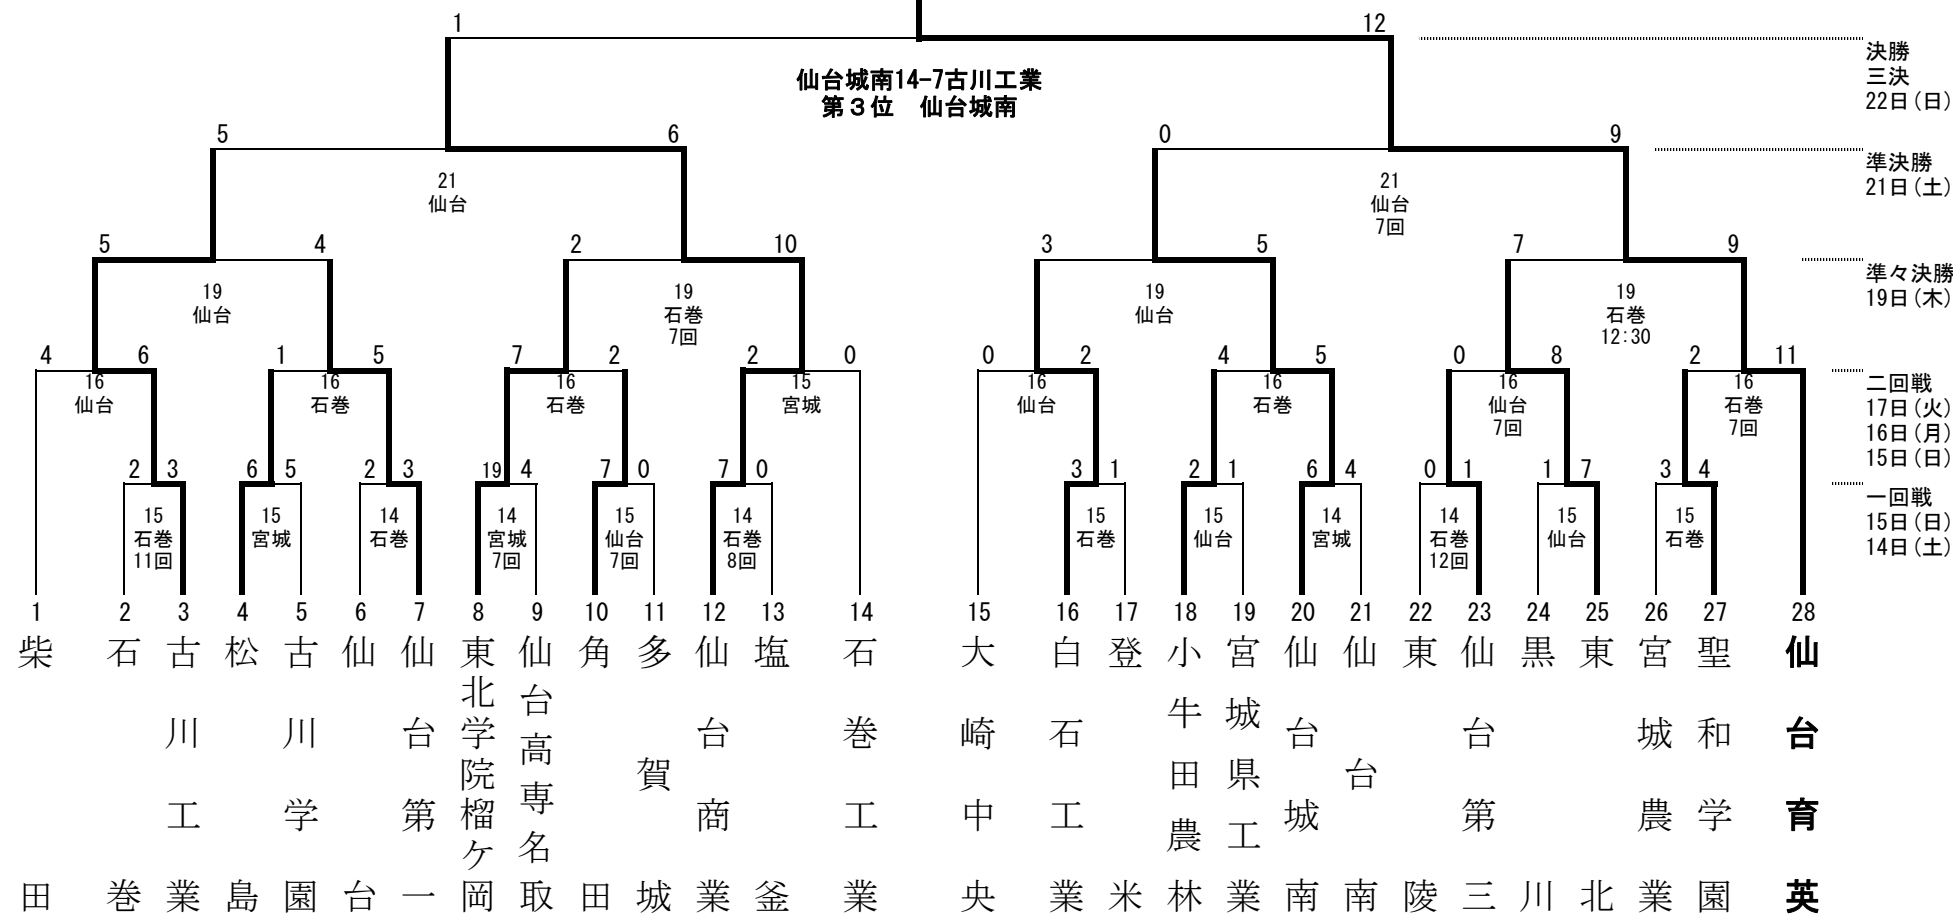 1 12
決勝
三決
22日(日)
仙台城南14-7古川工業
第３位　仙台城南
5 6 0 9
準決勝
21日(土)
21
仙台
21
仙台
7回
5 4 2 10 3 5 7 9
準々決勝
19日(木)
19
仙台
19
石巻
7回
19
仙台
19
石巻
12:30
4 6 1 5 7 2 2 0 0 2 4 5 0 8 2 11
二回戦
17日(火)
16日(月)
15日(日)
16
仙台
16
石巻
16
石巻
15
宮城
16
仙台
16
石巻
16
仙台
7回
16
石巻
7回
2 3 6 5 2 3 19 4 7 0 7 0 3 1 2 1 6 4 0 1 1 7 3 4
一回戦
15日(日)
14日(土)
15
石巻
11回
15
宮城
14
石巻
14
宮城
7回
15
仙台
7回
14
石巻
8回
15
石巻
15
仙台
14
宮城
14
石巻
12回
15
仙台
15
石巻
1 2 3 4 5 6 7 8 9 10 11 12 13 14 15 16 17 18 19 20 21 22 23 24 25 26 27 28
柴田
石巻
古川工業
松島
古川学園
仙台
仙台第一
東北学院榴ケ岡
仙台高専名取
角田
多賀城
仙台商業
塩釜
石巻工業
大崎中央
白石工業
登米
小牛田農林
宮城県工業
仙台城南
仙台南
東陵
仙台第三
黒川
東北
宮城農業
聖和学園
仙台育英